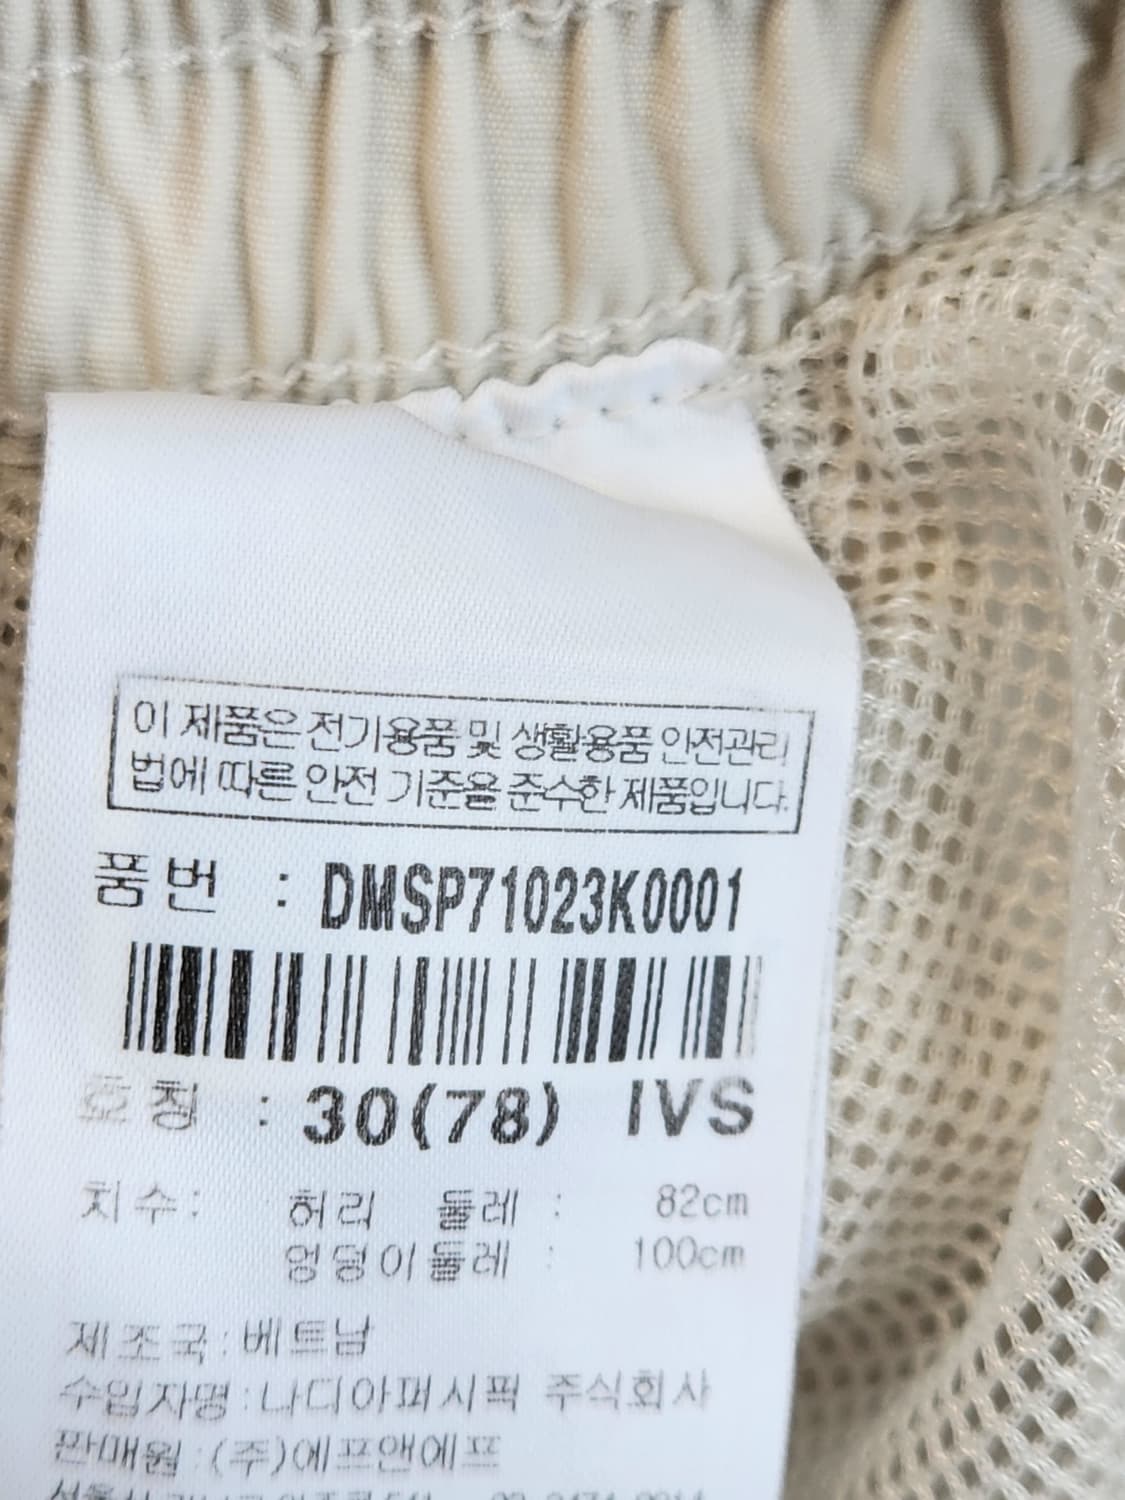 이 제품은 전기용품 및 생활용품 안전관리
법에 따른 안전 기준을 준수한 제품입니다.
품번 : DMSP71023K0001
호칭 : 30(78) IVS
치수: 허리 둘레 : 82cm
엉덩이둘레 : 100cm
제조국:베트남
수입자명:나디아퍼시픽 주식회사
판매원:(주)에프앤에프